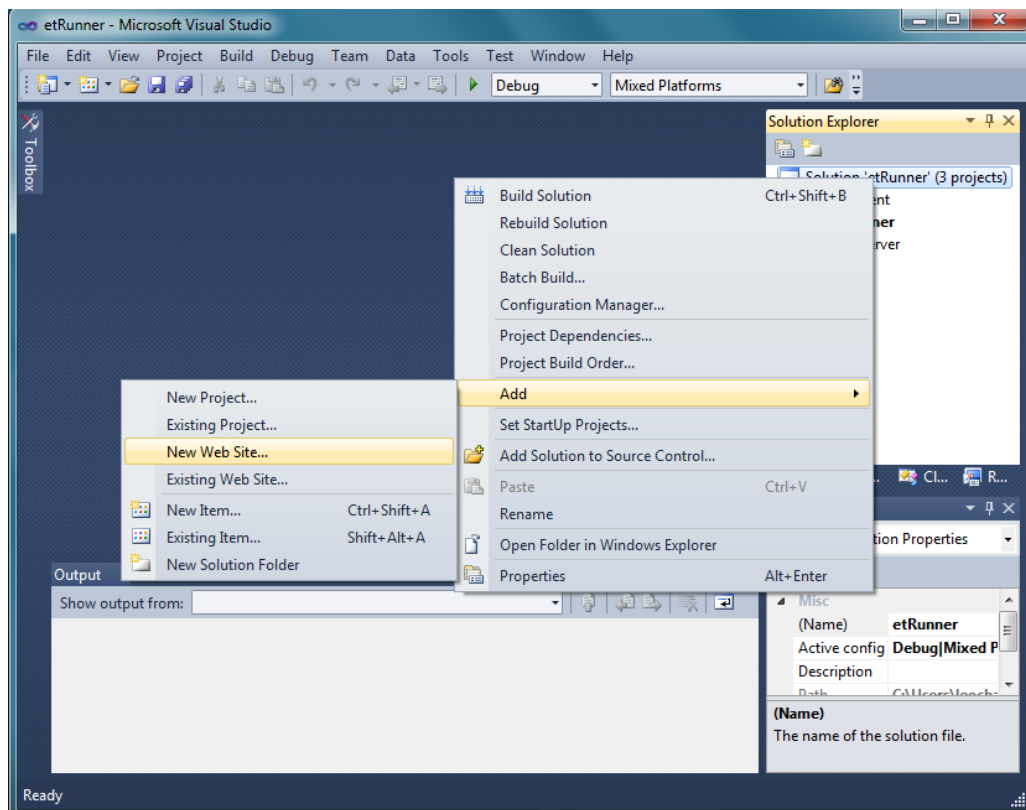 etRunner - Microsoft Visual Studio
File Edit View Project Build Debug Team Data Tools Test Window Help
Debug Mixed Platforms
Toolbox
Solution Explorer
Solution 'etRunner' (3 projects)
Build Solution Ctrl+Shift+B
Rebuild Solution
Clean Solution
Batch Build...
Configuration Manager...
Project Dependencies...
Project Build Order...
Add
Set StartUp Projects...
Add Solution to Source Control...
Paste Ctrl+V
Rename
Open Folder in Windows Explorer
Properties Alt+Enter
New Project...
Existing Project...
New Web Site...
Existing Web Site...
New Item... Ctrl+Shift+A
Existing Item... Shift+Alt+A
New Solution Folder
Cl... R...
Properties
Output
Show output from:
Misc
(Name) etRunner
Active config Debug|Mixed P
Description
Path
(Name)
The name of the solution file.
Ready